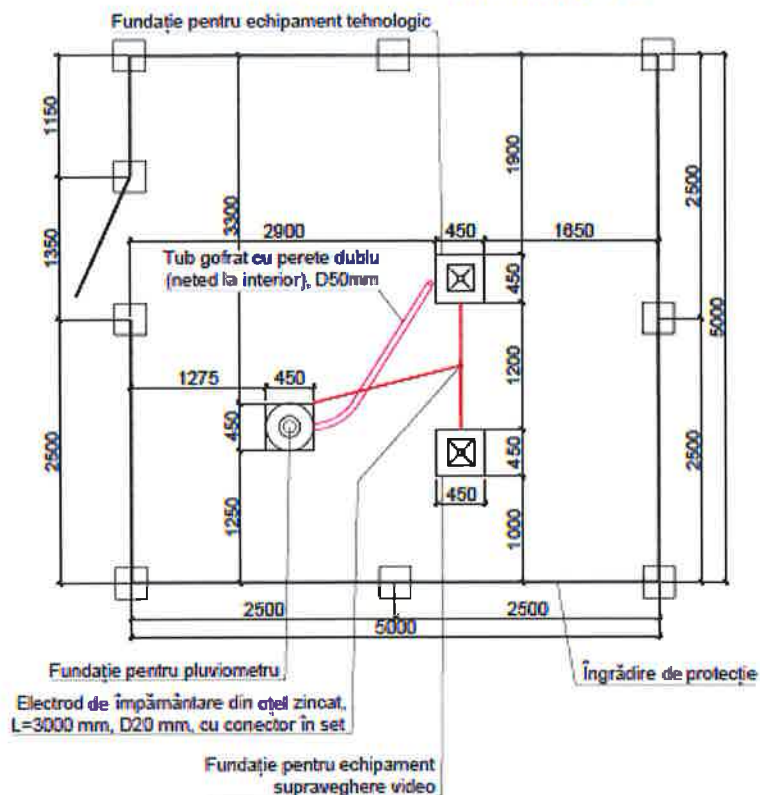 Fundație pentru echipament tehnologic
1150
1350
2500
3300
1900
2500
5000
2900
450
1650
Tub gofrat cu perete dublu
(neted la interior), D50mm
450
1275
450
1200
450
450
2500
450
1250
1000
2500
2500
5000
Fundație pentru pluviometru
Îngrădire de protecție
Electrod de împământare din oțel zincat,
L=3000 mm, D20 mm, cu conector în set
Fundație pentru echipament
supraveghere video